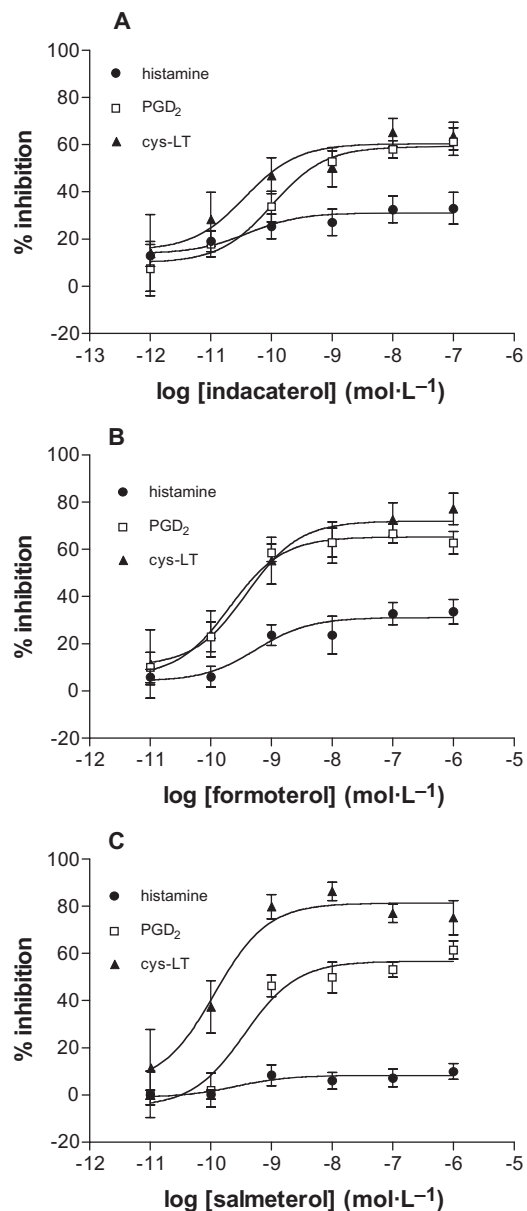 A
100
histamine
80
PGD₂
60
cys-LT
40
20
0
-20
% inhibition
-13 -12 -11 -10 -9 -8 -7 -6
log [indacaterol] (mol·L⁻¹)
B
100
histamine
80
PGD₂
60
cys-LT
40
20
0
-20
% inhibition
-12 -11 -10 -9 -8 -7 -6 -5
log [formoterol] (mol·L⁻¹)
C
100
histamine
80
PGD₂
60
cys-LT
40
20
0
-20
% inhibition
-12 -11 -10 -9 -8 -7 -6 -5
log [salmeterol] (mol·L⁻¹)